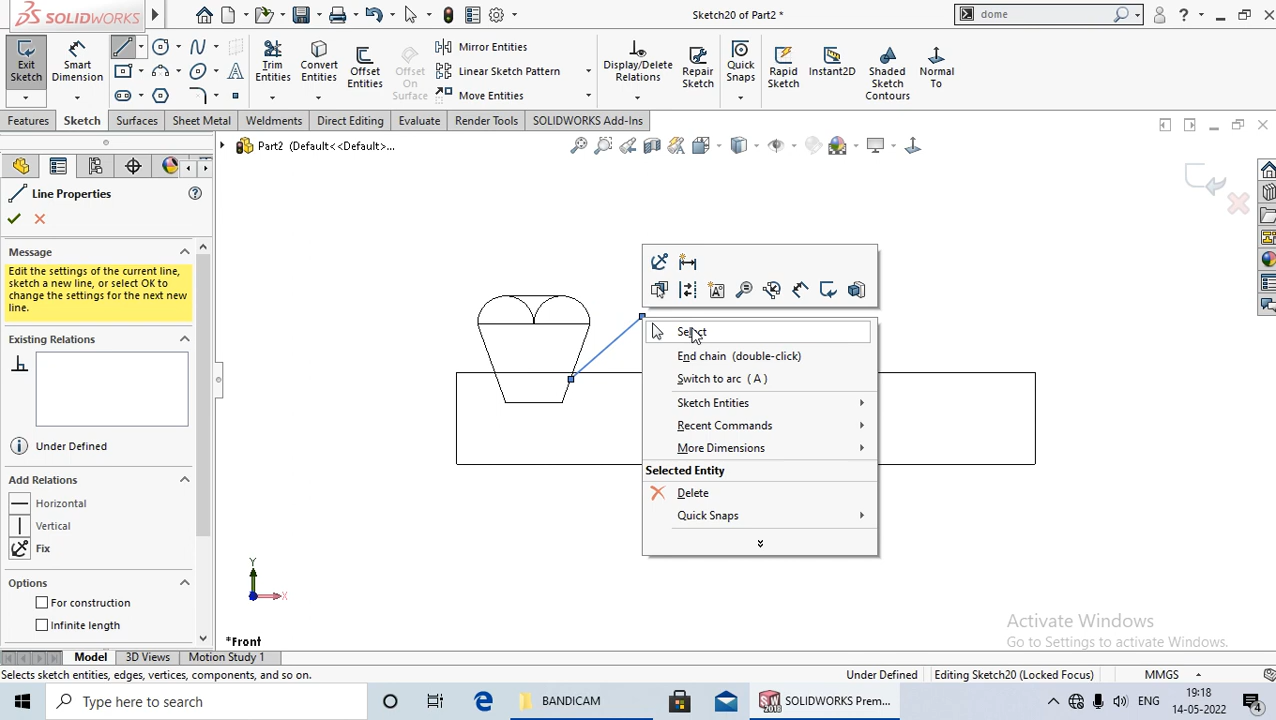 SOLIDWORKS
Sketch20 of Part2 *
dome
Exit Sketch
Smart Dimension
Trim Entities
Convert Entities
Offset Entities
Offset On Surface
Mirror Entities
Linear Sketch Pattern
Move Entities
Display/Delete Relations
Repair Sketch
Quick Snaps
Rapid Sketch
Instant2D
Shaded Sketch Contours
Normal To
Features Sketch Surfaces Sheet Metal Weldments Direct Editing Evaluate Render Tools SOLIDWORKS Add-Ins
Part2 (Default<<Default>...
Line Properties
Message
Edit the settings of the current line,
sketch a new line, or select OK to
change the settings for the next new
line.
Existing Relations
Under Defined
Add Relations
Horizontal
Vertical
Fix
Options
For construction
Infinite length
Select
End chain (double-click)
Switch to arc ( A )
Sketch Entities
Recent Commands
More Dimensions
Selected Entity
Delete
Quick Snaps
Y
X
*Front
Activate Windows
Go to Settings to activate Windows.
Model 3D Views Motion Study 1
Selects sketch entities, edges, vertices, components, and so on.
Under Defined Editing Sketch20 (Locked Focus) MMGS
Type here to search
BANDICAM
SOLIDWORKS Prem...
ENG
19:18
14-05-2022
4